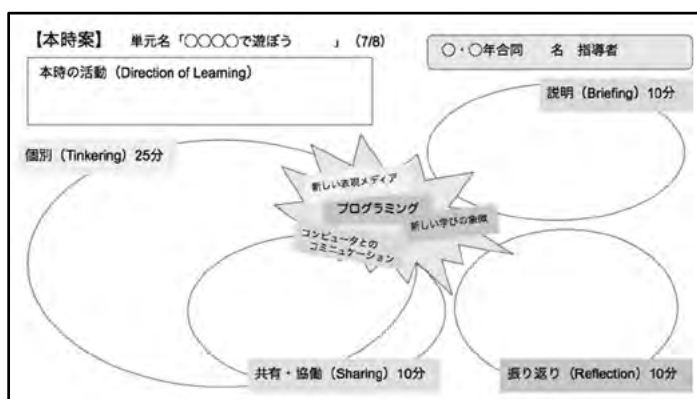 【本時案】 単元名「〇〇〇〇で遊ぼう 」(7/8)
〇・〇年合同 名 指導者
本時の活動（Direction of Learning）
説明（Briefing）10分
個別（Tinkering）25分
新しい表現メディア
プログラミング
新しい学びの象徴
コンピュータとの
コミュニケーション
共有・協働（Sharing）10分
振り返り（Reflection）10分